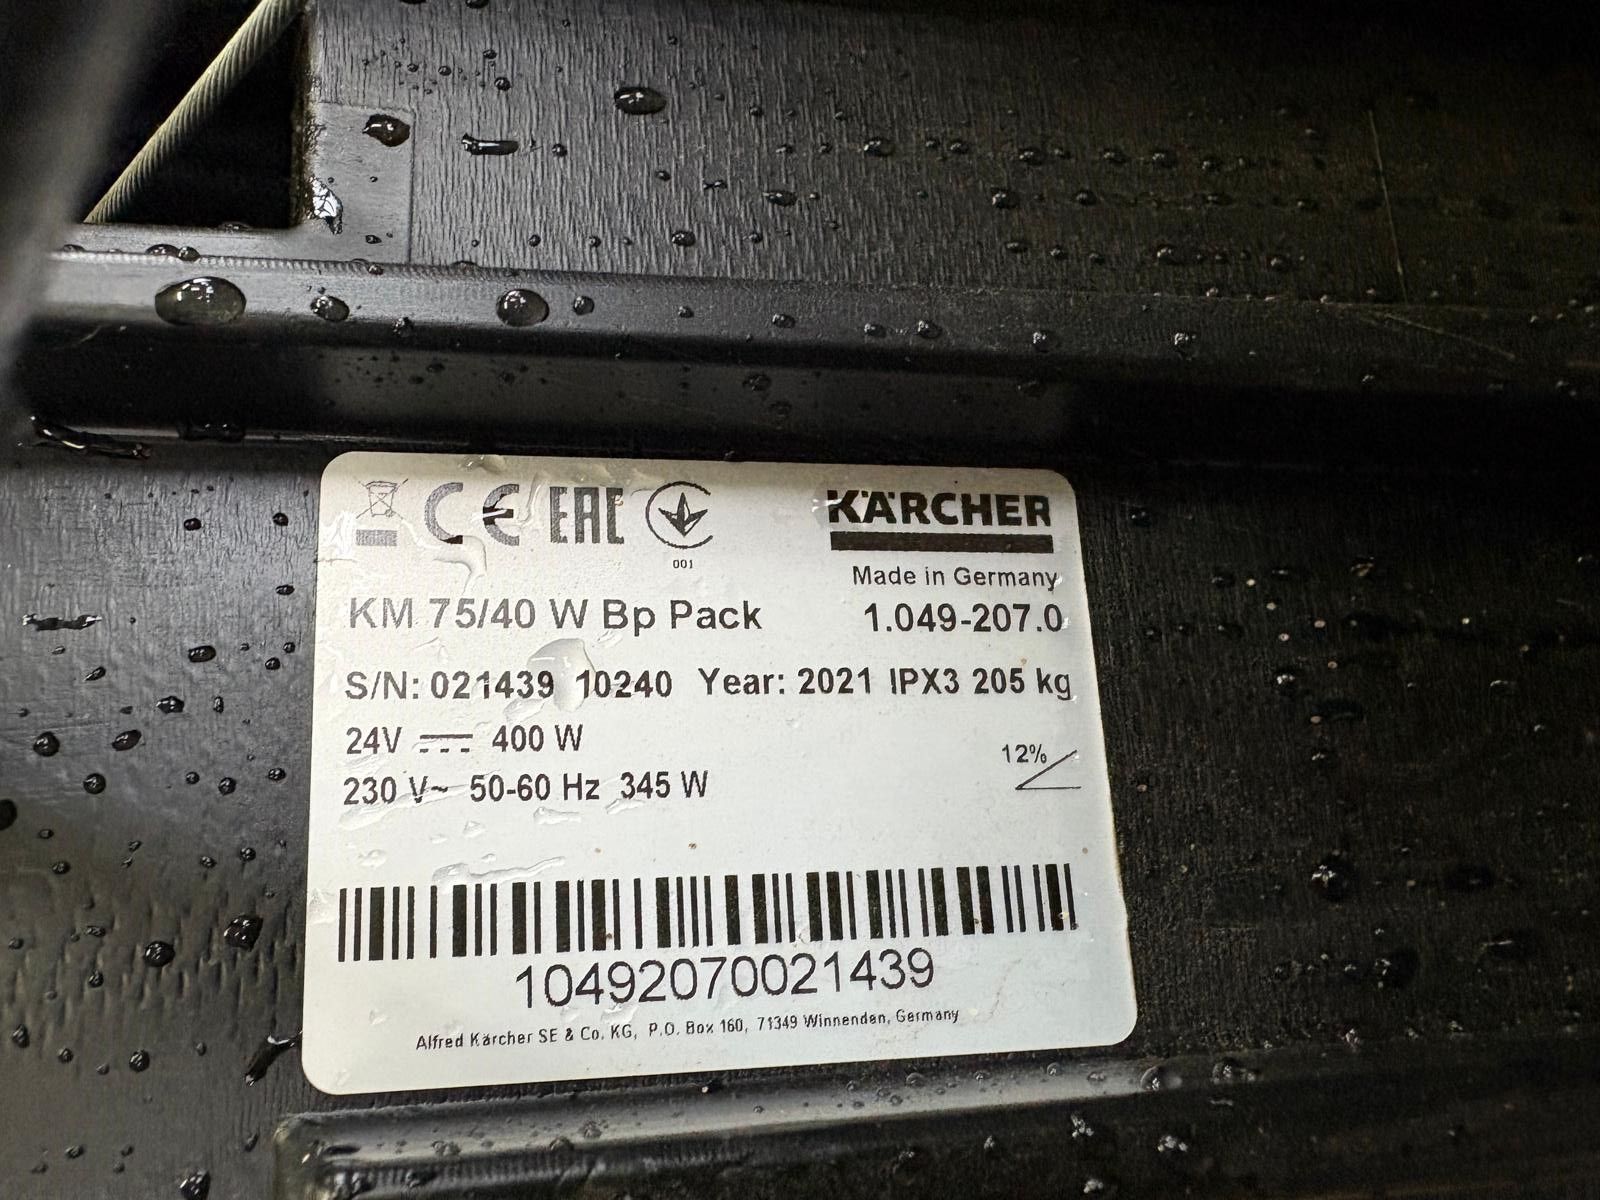 CE EAC
001
KÄRCHER
Made in Germany
KM 75/40 W Bp Pack 1.049-207.0
S/N: 021439 10240 Year: 2021 IPX3 205 kg
24V 400 W
12%
230 V~ 50-60 Hz 345 W
10492070021439
Alfred Kärcher SE & Co. KG, P.O. Box 160, 71349 Winnenden, Germany